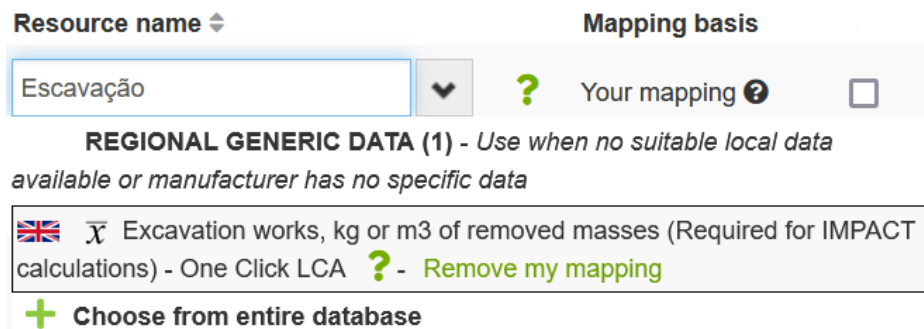 Resource name Mapping basis
Escavação ? Your mapping ?
REGIONAL GENERIC DATA (1) - Use when no suitable local data
available or manufacturer has no specific data
x̅ Excavation works, kg or m3 of removed masses (Required for IMPACT
calculations) - One Click LCA ? - Remove my mapping
+ Choose from entire database